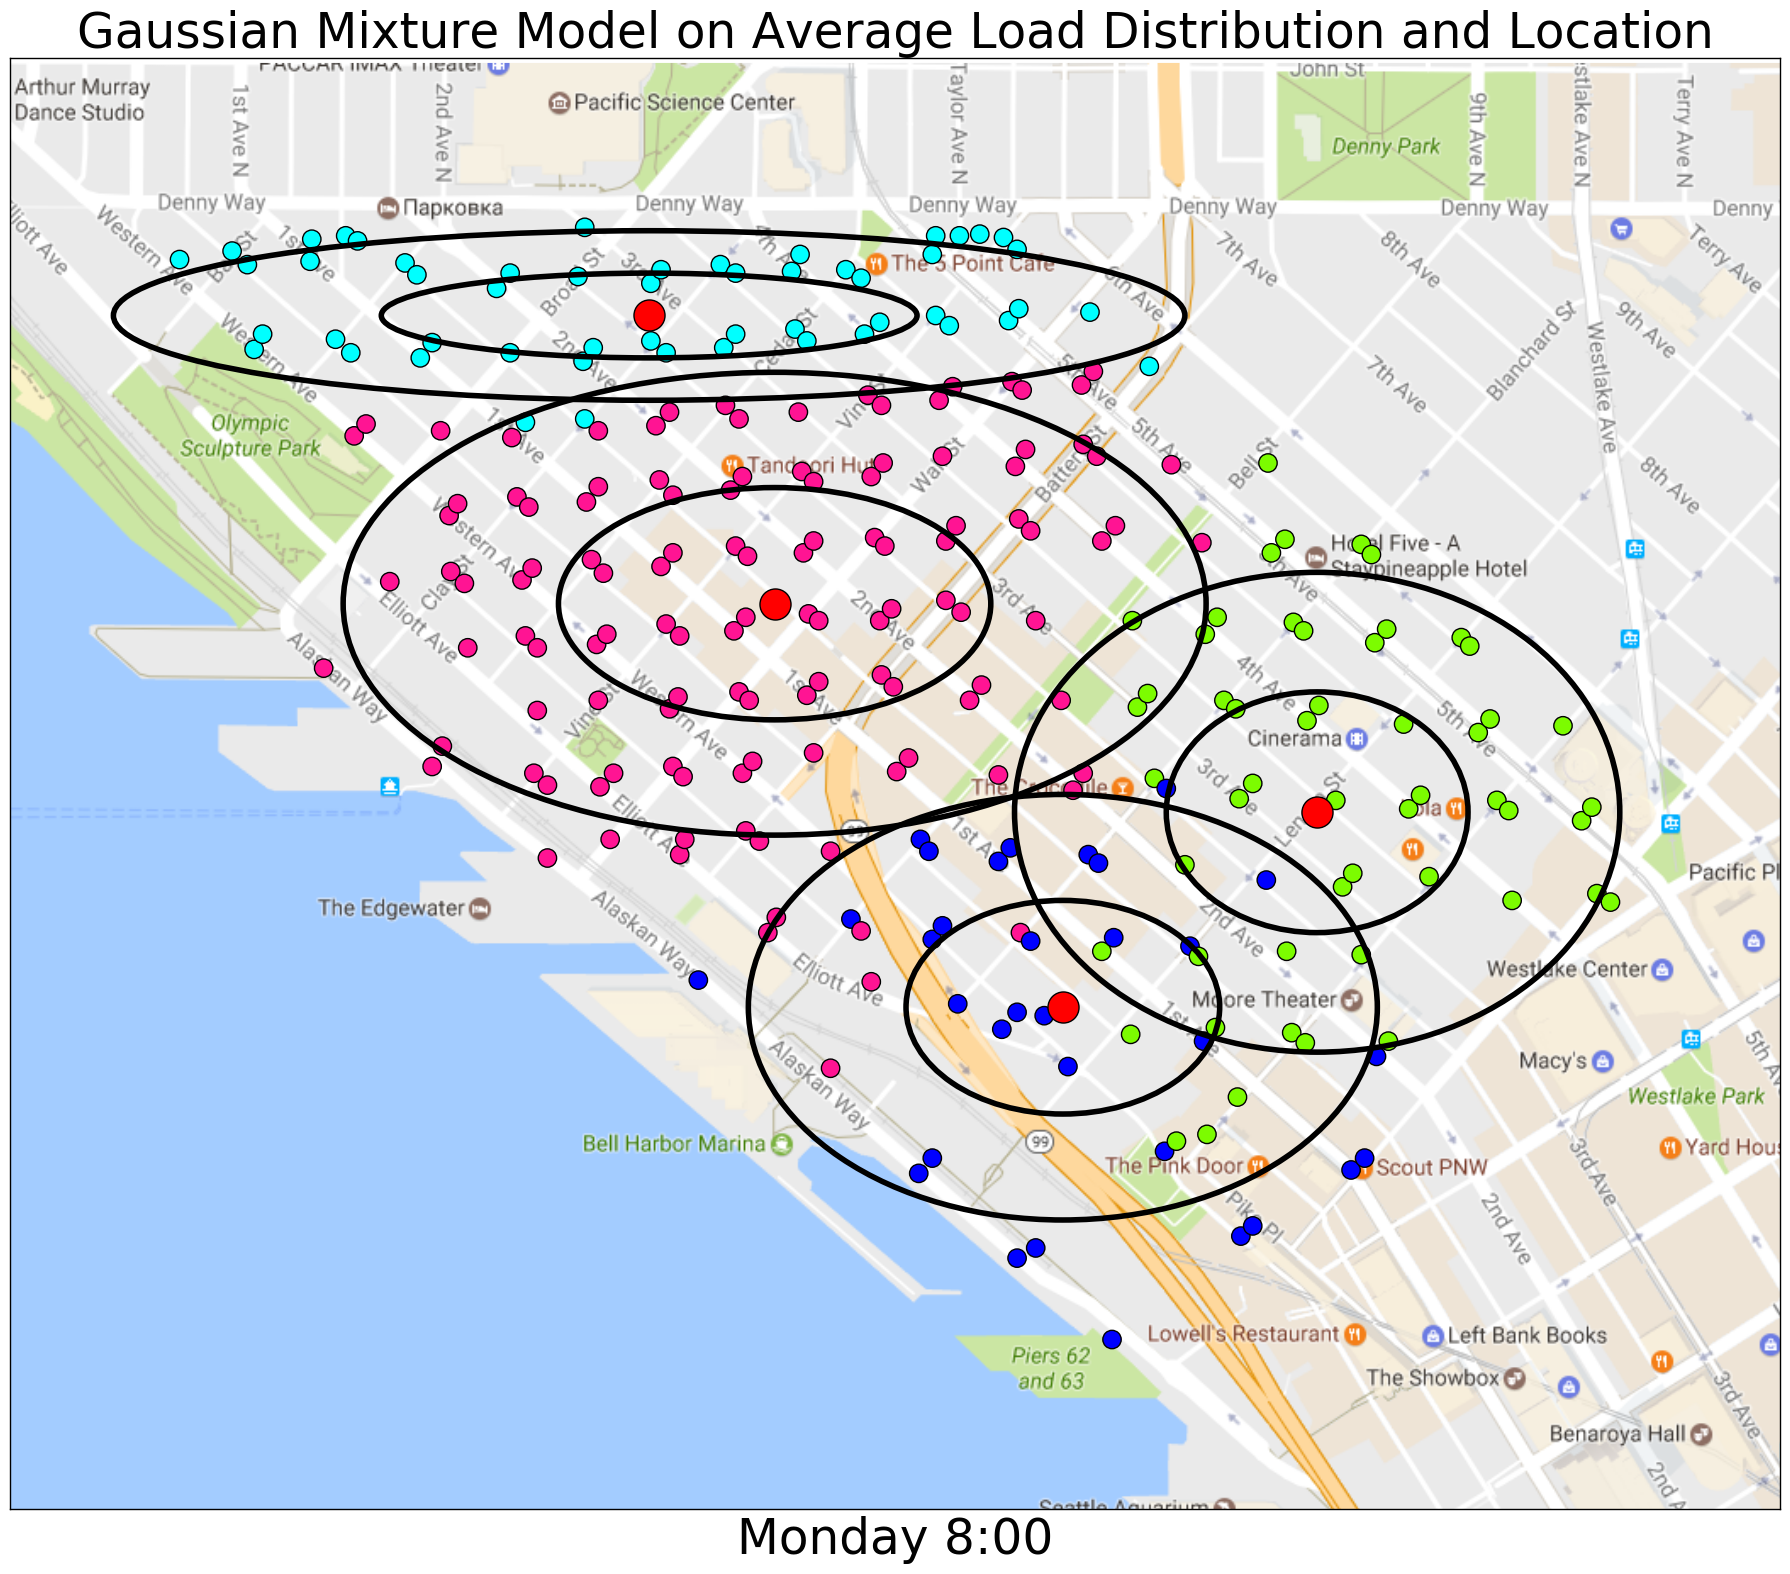 Gaussian Mixture Model on Average Load Distribution and Location
PACCAR IMAX Theater
John St
Arthur Murray
Dance Studio
1st Ave N
2nd Ave N
Pacific Science Center
Taylor Ave N
Denny Park
9th Ave N
Westlake Ave N
Terry Ave N
Denny Way
Парковка
Denny Way
Denny Way
Denny Way
Denny Way
Denny
Elliott Ave
Western Ave
1st Ave
Broad St
3rd Ave
4th Ave
The 5 Point Cafe
6th Ave
7th Ave
8th Ave
Terry Ave
9th Ave
Blanchard St
Westlake Ave
Western Ave
2nd Ave
Cedar St
5th Ave
7th Ave
Olympic
Sculpture Park
1st Ave
Vine St
Wall St
Battery St
5th Ave
Bell St
8th Ave
Tandoori Hut
Western Ave
Clay St
Elliott Ave
Hotel Five - A
Staypineapple Hotel
2nd Ave
3rd Ave
Alaskan Way
4th Ave
1st Ave
Western Ave
Vine St
5th Ave
Cinerama
3rd Ave
The Crocodile
Elliott Ave
1st Ave
Lenora St
Lola
99
Pacific Pl
The Edgewater
Alaskan Way
2nd Ave
Elliott Ave
Westlake Center
Moore Theater
1st Ave
Alaskan Way
Macy's
5th Av
Westlake Park
Bell Harbor Marina
99
The Pink Door
Scout PNW
Yard Hous
3rd Ave
Pike Pl
2nd Ave
Lowell's Restaurant
Left Bank Books
Piers 62
and 63
The Showbox
3rd Ave
Benaroya Hall
2nd A
Seattle Aquarium
Monday 8:00